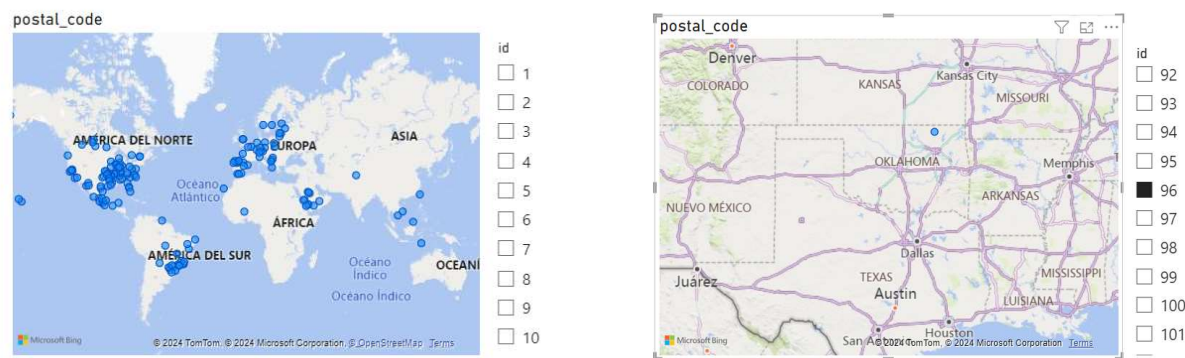 postal_code
AMÉRICA DEL NORTE
EUROPA
ASIA
Océano
Atlántico
ÁFRICA
AMÉRICA DEL SUR
Océano
Índico
OCEANÍ
Océano Índico
Microsoft Bing
© 2024 TomTom, © 2024 Microsoft Corporation, © OpenStreetMap Terms
id
1
2
3
4
5
6
7
8
9
10
postal_code
Denver
COLORADO
KANSAS
Kansas City
MISSOURI
OKLAHOMA
Memphis
ARKANSAS
NUEVO MÉXICO
Dallas
Juárez
TEXAS
MISSISSIPPI
Austin
LUISIANA
Houston
Microsoft Bing
© 2024 TomTom, © 2024 Microsoft Corporation Terms
id
92
93
94
95
96
97
98
99
100
101